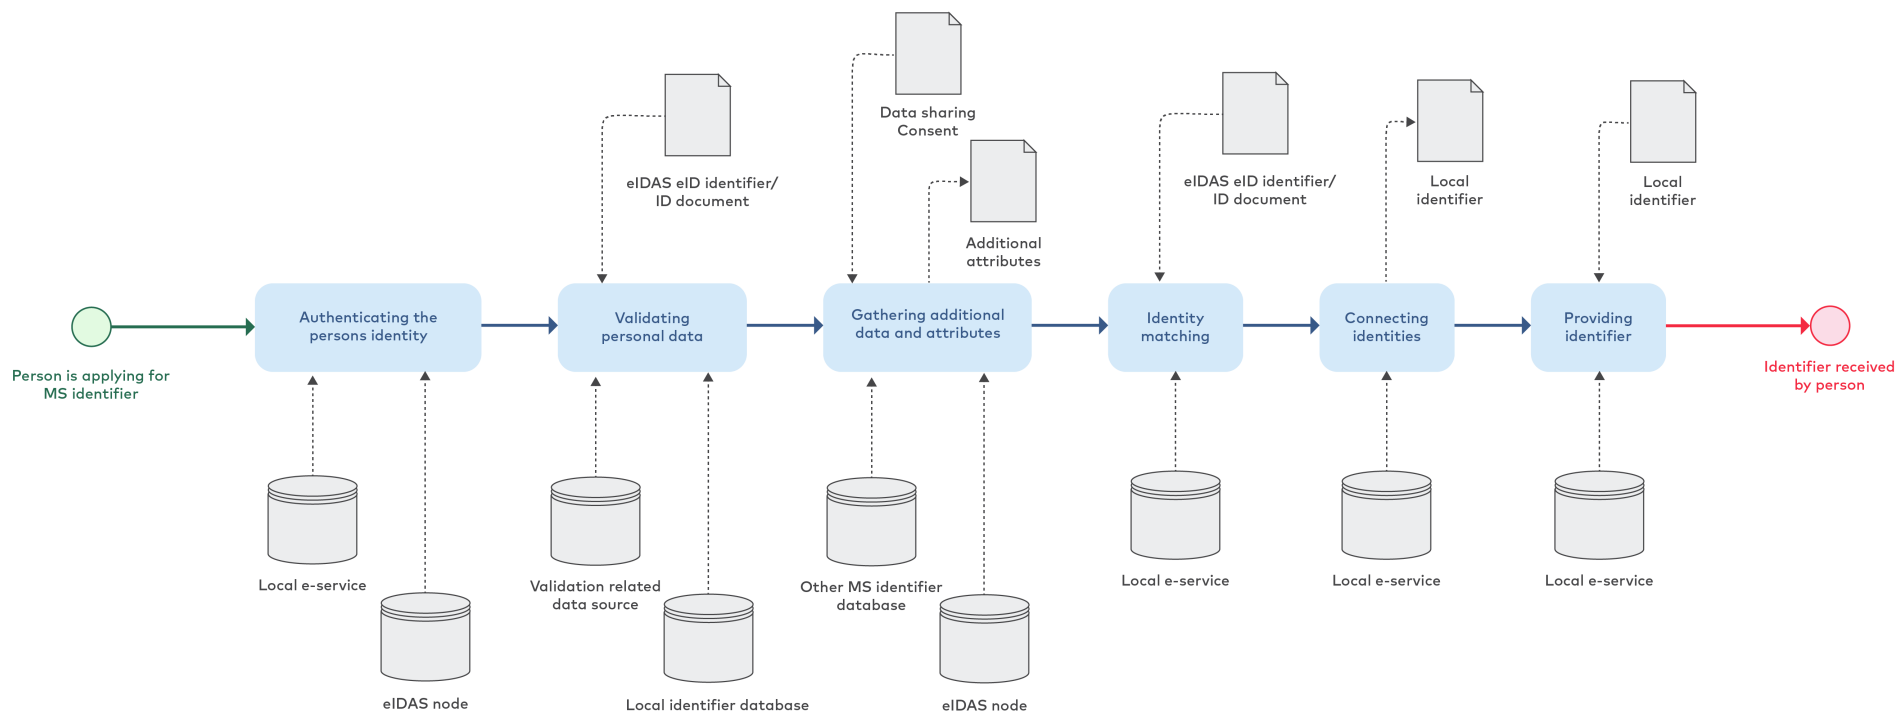 Data sharing
Consent
eIDAS eID identifier/
ID document
Additional
attributes
eIDAS eID identifier/
ID document
Local
identifier
Local
identifier
Person is applying for
MS identifier
Authenticating the
persons identity
Validating
personal data
Gathering additional
data and attributes
Identity
matching
Connecting
identities
Providing
identifier
Identifier received
by person
Local e-service
eIDAS node
Validation related
data source
Local identifier database
Other MS identifier
database
eIDAS node
Local e-service
Local e-service
Local e-service